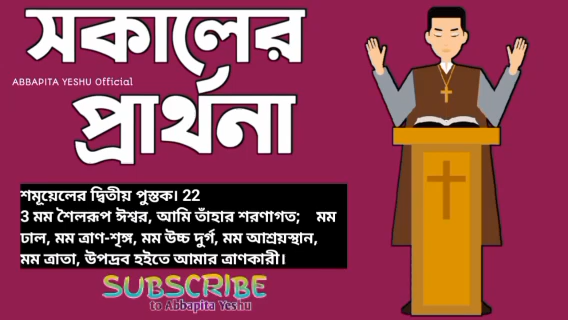 সকালের
ABBAPITA YESHU Official
প্রার্থনা
শমূয়েলের দ্বিতীয় পুস্তক। 22
3 মম শৈলরূপ ঈশ্বর, আমি তাঁহার শরণাগত; মম
ঢাল, মম ত্রাণ-শৃঙ্গ, মম উচ্চ দুর্গ, মম আশ্রয়স্থান,
মম ত্রাতা, উপদ্রব হইতে আমার ত্রাণকারী।
SUBSCRIBE
to Abbapita Yeshu